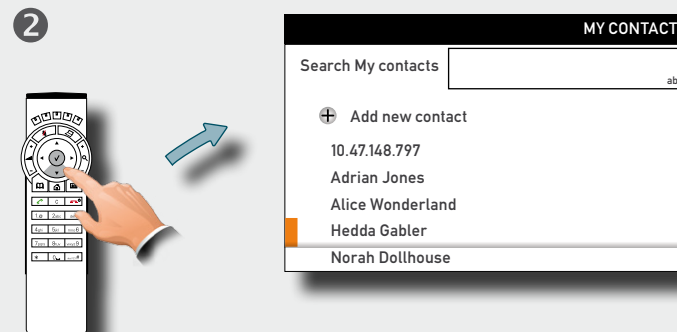 2
MY CONTACT
Search My contacts
ab
Add new contact
10.47.148.797
Adrian Jones
Alice Wonderland
Hedda Gabler
Norah Dollhouse